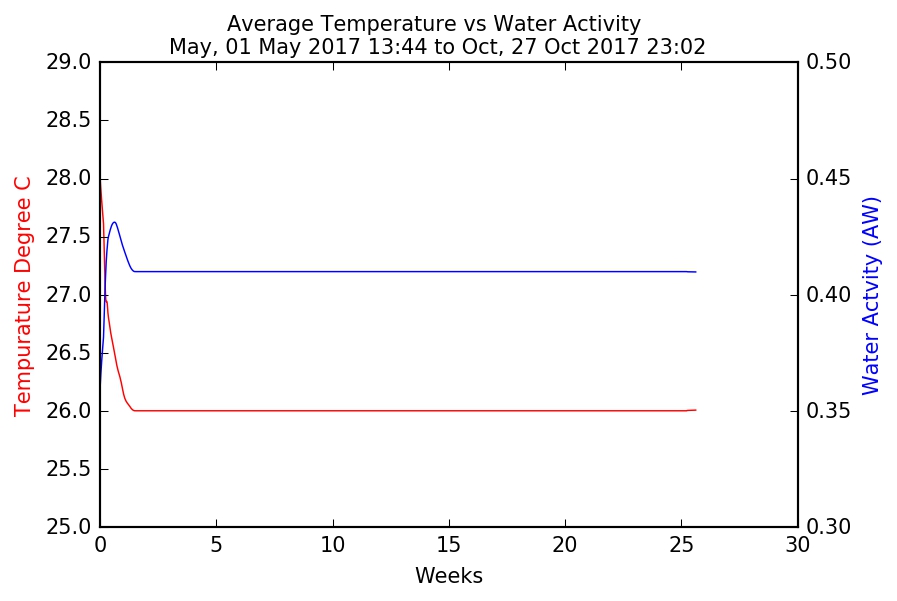 Average Temperature vs Water Activity
May, 01 May 2017 13:44 to Oct, 27 Oct 2017 23:02
29.0
28.5
28.0
27.5
27.0
26.5
26.0
25.5
25.0
Tempurature Degree C
0.50
0.45
0.40
0.35
0.30
Water Actvity (AW)
0 5 10 15 20 25 30
Weeks